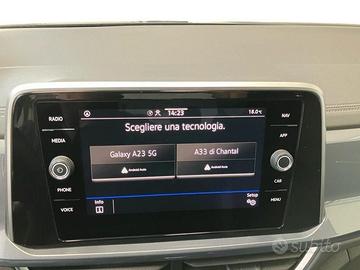 14:23
18.0°C
RADIO
MEDIA
PHONE
VOICE
Scegliere una tecnologia.
Galaxy A23 5G
Android Auto
A33 di Chantal
Android Auto
Info
Setup
NAV
APP
CAR
MENU
subito